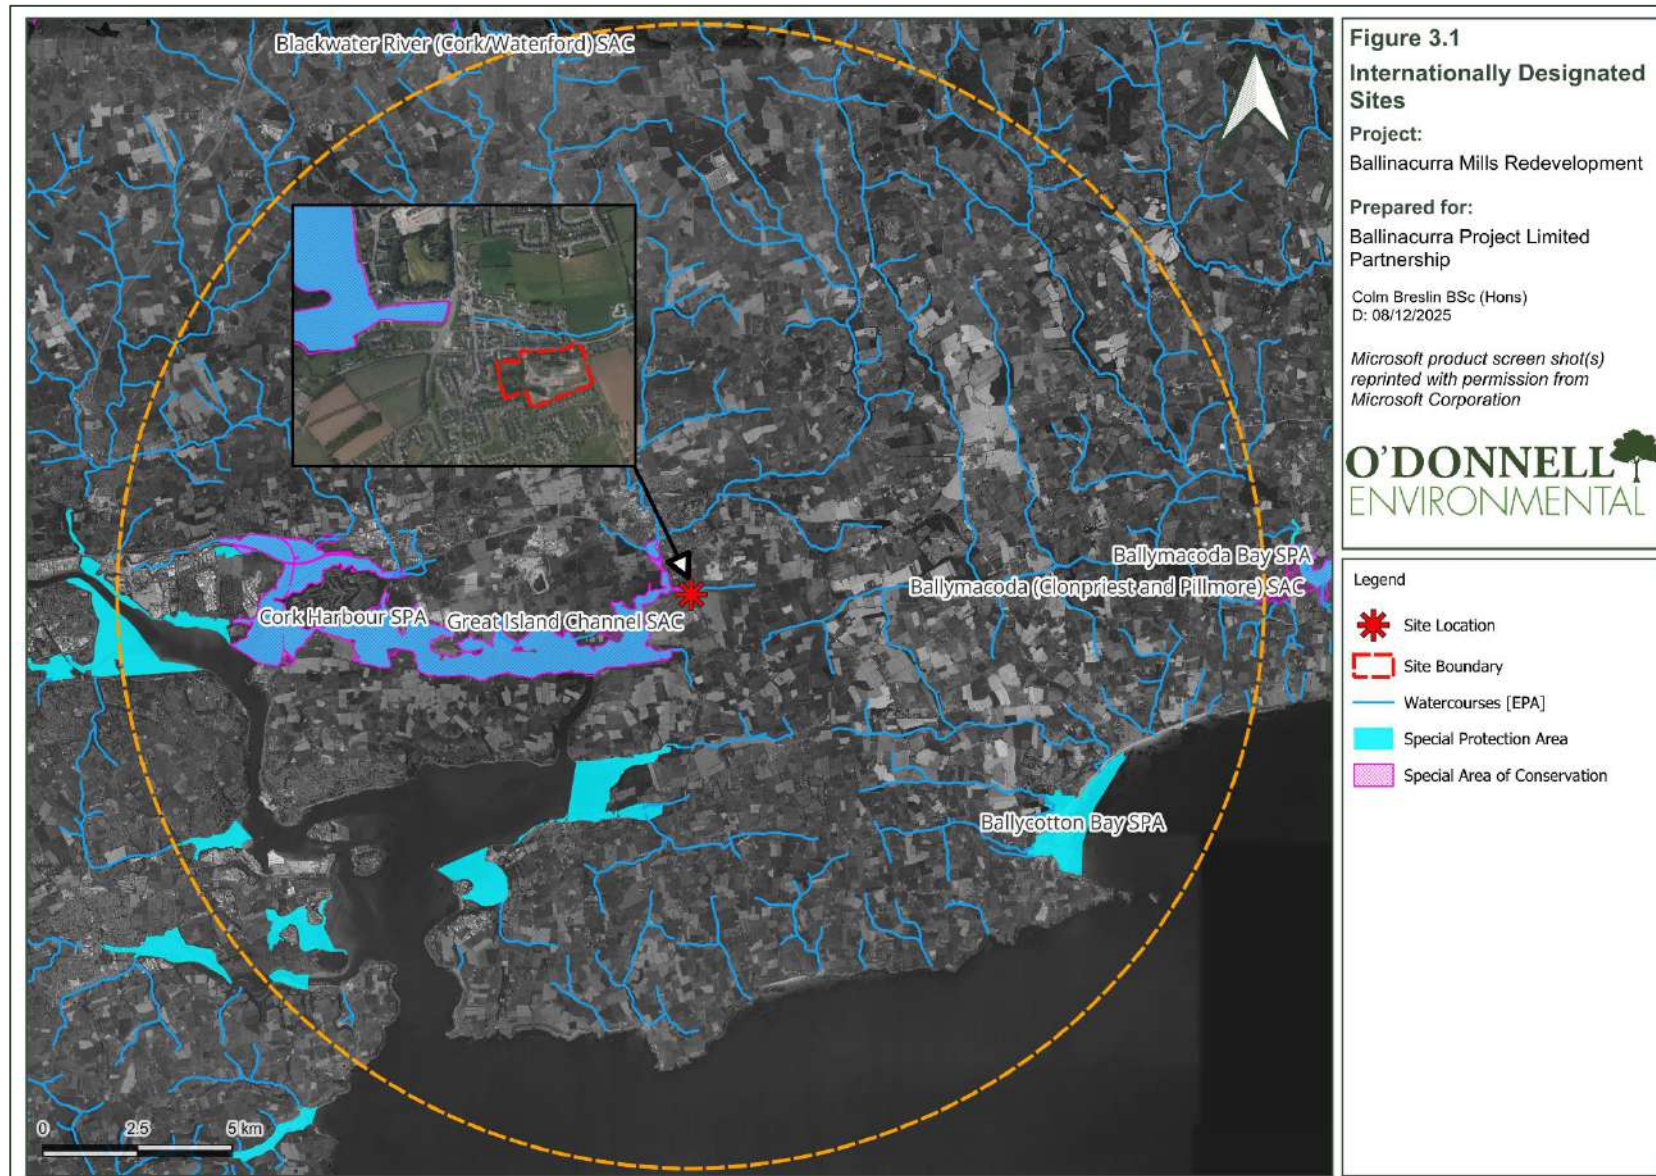 Blackwater River (Cork/Waterford) SAC
Ballymacoda Bay SPA
Ballymacoda (Clonpriest and Pillmore) SAC
Cork Harbour SPA
Great Island Channel SAC
Ballycotton Bay SPA
0 2.5 5 km
Figure 3.1
Internationally Designated
Sites
Project:
Ballinacurra Mills Redevelopment
Prepared for:
Ballinacurra Project Limited
Partnership
Colm Breslin BSc (Hons)
D: 08/12/2025
Microsoft product screen shot(s)
reprinted with permission from
Microsoft Corporation
O'DONNELL
ENVIRONMENTAL
Legend
Site Location
Site Boundary
Watercourses [EPA]
Special Protection Area
Special Area of Conservation